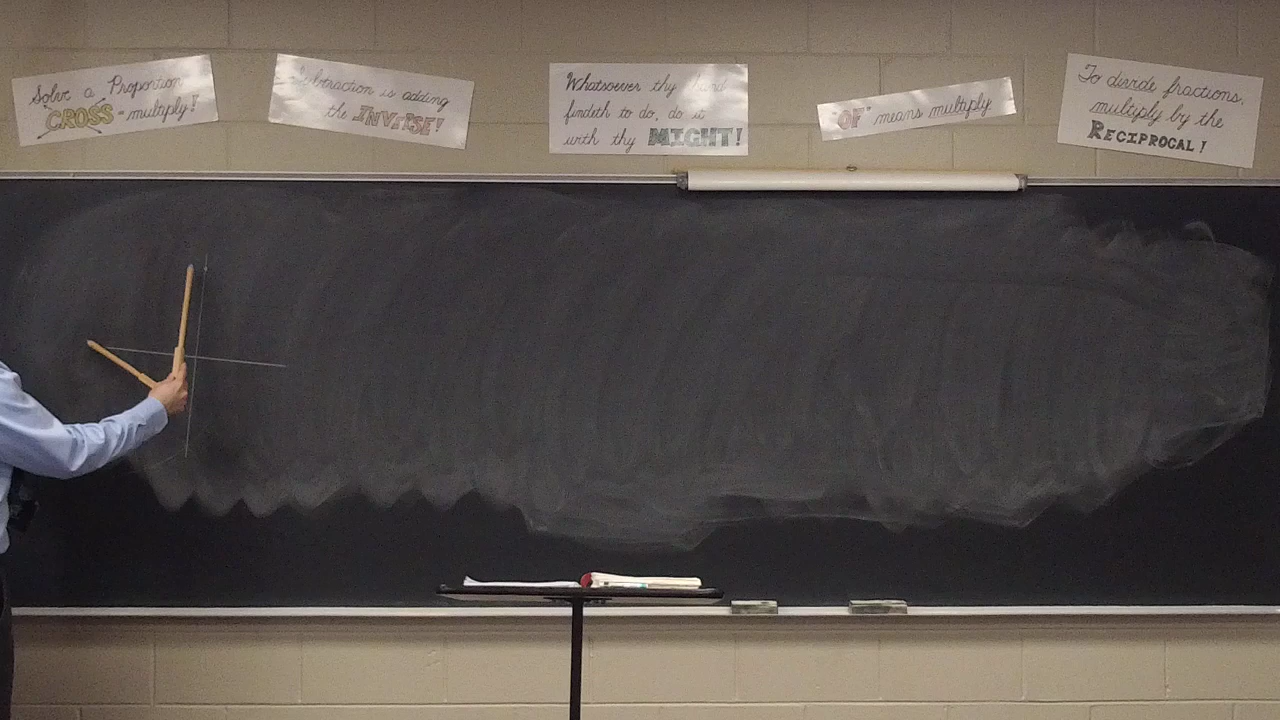 Solve a Proportion
CROSS-multiply!
Subtraction is adding
the INVERSE!
Whatsoever thy hand
findeth to do, do it
with thy MIGHT!
"OF" means multiply
To divide fractions,
multiply by the
RECIPROCAL!